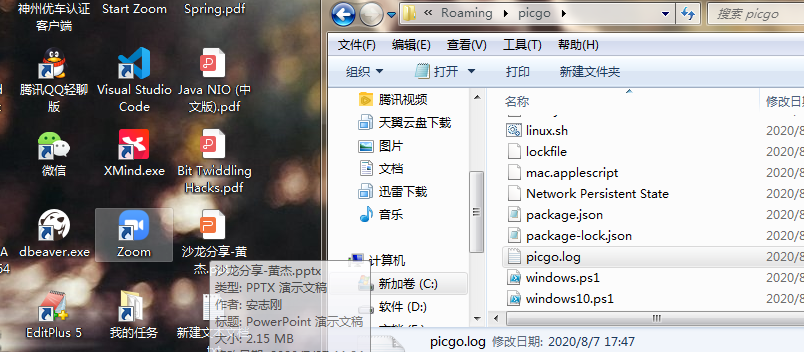 神州优车认证
客户端
Start Zoom
Spring.pdf
腾讯QQ轻聊
版
Visual Studio
Code
Java NIO (中
文版).pdf
微信
XMind.exe
Bit Twiddling
Hacks.pdf
dbeaver.exe
Zoom
沙龙分享-黄
A
54
沙龙分享-黄杰.pptx
类型: PPTX 演示文稿
作者: 安志刚
标题: PowerPoint 演示文稿
大小: 2.15 MB
EditPlus 5
我的任务
Roaming
picgo
搜索 picgo
文件(F)
编辑(E)
查看(V)
工具(T)
帮助(H)
组织
打开
打印
新建文件夹
腾讯视频
天翼云盘下载
图片
文档
迅雷下载
音乐
计算机
新加卷 (C:)
软件 (D:)
名称
修改日
linux.sh
2020/8
lockfile
2020/8
mac.applescript
2020/8
Network Persistent State
2020/8
package.json
2020/8
package-lock.json
2020/8
picgo.log
2020/8
windows.ps1
2020/8
windows10.ps1
2020/8
picgo.log 修改日期: 2020/8/7 17:47